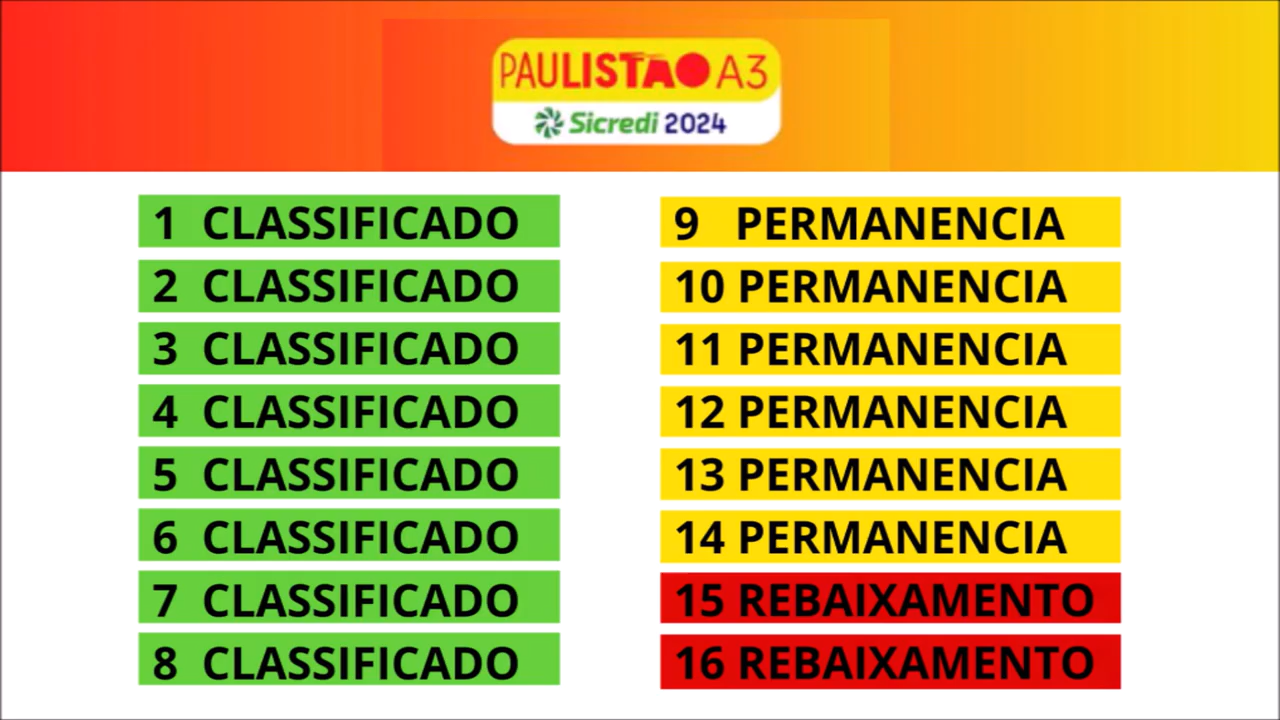 PAULISTÃO A3
Sicredi 2024
1 CLASSIFICADO
2 CLASSIFICADO
3 CLASSIFICADO
4 CLASSIFICADO
5 CLASSIFICADO
6 CLASSIFICADO
7 CLASSIFICADO
8 CLASSIFICADO
9 PERMANENCIA
10 PERMANENCIA
11 PERMANENCIA
12 PERMANENCIA
13 PERMANENCIA
14 PERMANENCIA
15 REBAIXAMENTO
16 REBAIXAMENTO